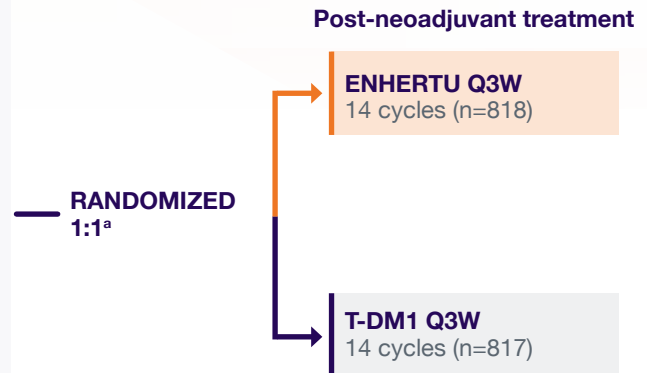 Post-neoadjuvant treatment
ENHERTU Q3W
14 cycles (n=818)
RANDOMIZED
1:1ᵃ
T-DM1 Q3W
14 cycles (n=817)